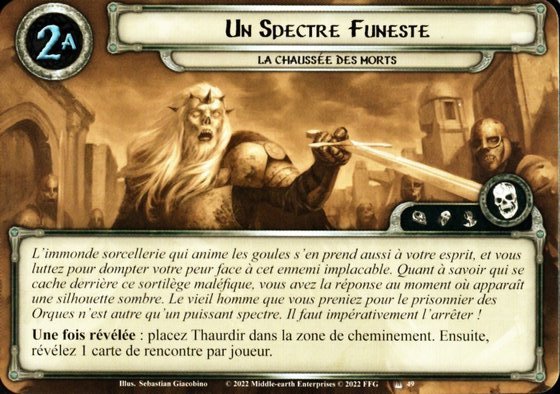 2A
Un Spectre Funeste
La Chaussée des Morts
L'immonde sorcellerie qui anime les goules s'en prend aussi à votre esprit, et vous
luttez pour dompter votre peur face à cet ennemi implacable. Quant à savoir qui se
cache derrière ce sortilège maléfique, vous avez la réponse au moment où apparaît
une silhouette sombre. Le vieil homme que vous preniez pour le prisonnier des
Orques n'est autre qu'un puissant spectre. Il faut impérativement l'arrêter !
Une fois révélée : placez Thaurdir dans la zone de cheminement. Ensuite,
révélez 1 carte de rencontre par joueur.
Illus. Sebastian Giacobino © 2022 Middle-earth Enterprises © 2022 FFG 49